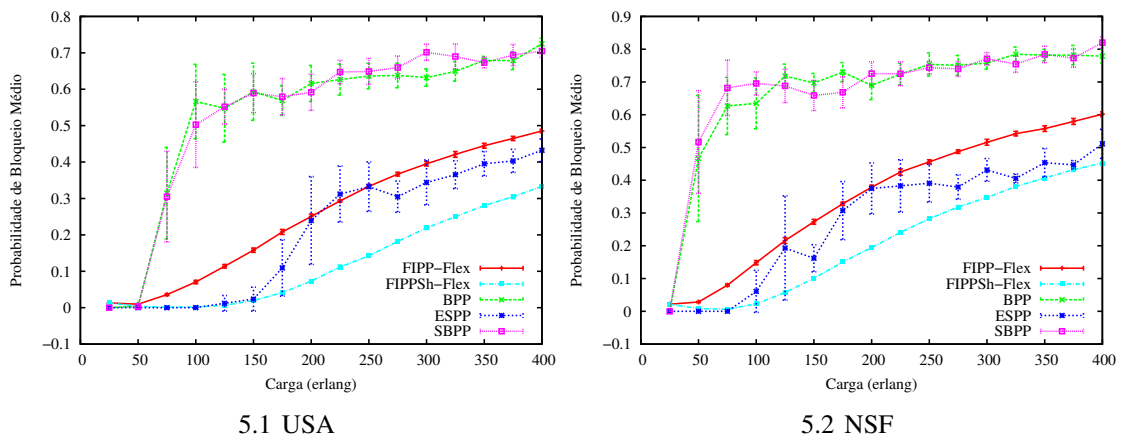 0.8
0.7
0.6
0.5
0.4
0.3
0.2
0.1
0
−0.1
Probabilidade de Bloqueio Médio
0 50 100 150 200 250 300 350 400
Carga (erlang)
FIPP−Flex
FIPPSh−Flex
BPP
ESPP
SBPP
5.1 USA
0.9
0.8
0.7
0.6
0.5
0.4
0.3
0.2
0.1
0
−0.1
Probabilidade de Bloqueio Médio
0 50 100 150 200 250 300 350 400
Carga (erlang)
FIPP−Flex
FIPPSh−Flex
BPP
ESPP
SBPP
5.2 NSF